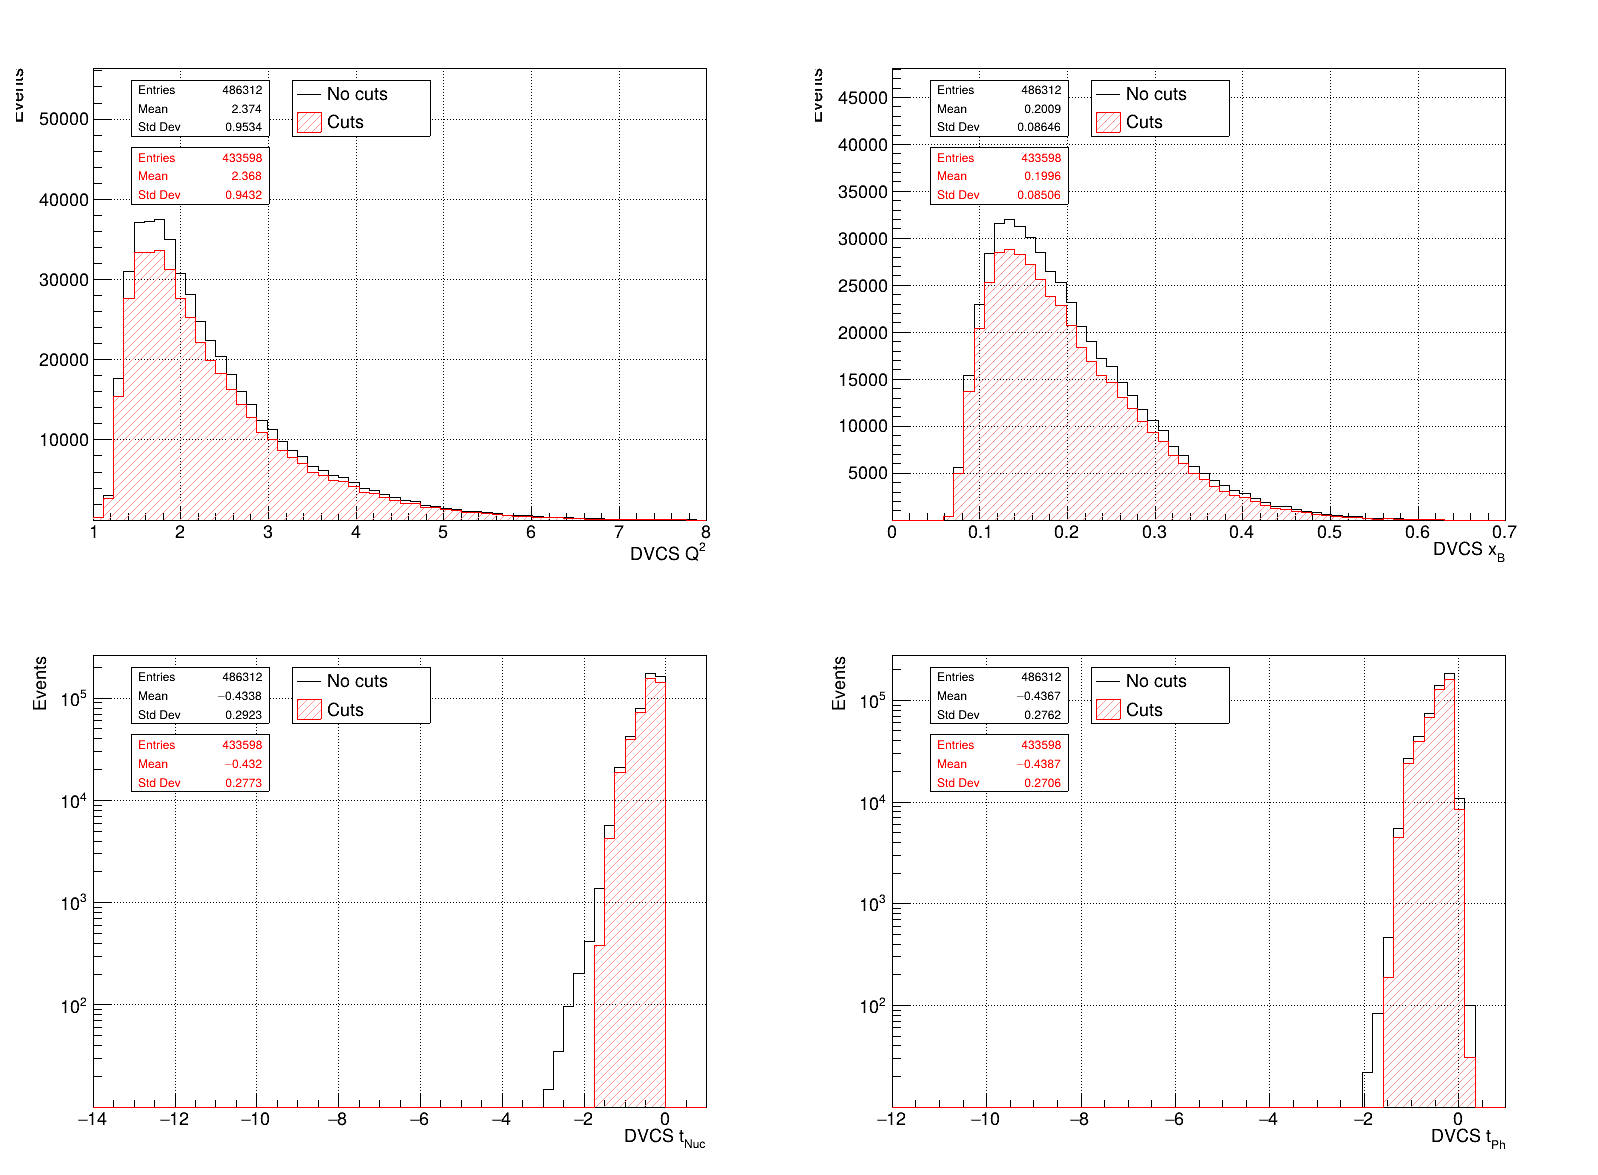 Events
50000
40000
30000
20000
10000
Entries 486312
Mean 2.374
Std Dev 0.9534
Entries 433598
Mean 2.368
Std Dev 0.9432
No cuts
Cuts
1 2 3 4 5 6 7 8
DVCS Q²
Events
45000
40000
35000
30000
25000
20000
15000
10000
5000
Entries 486312
Mean 0.2009
Std Dev 0.08646
Entries 433598
Mean 0.1996
Std Dev 0.08506
No cuts
Cuts
0 0.1 0.2 0.3 0.4 0.5 0.6 0.7
DVCS x_B
Events
10⁵
10⁴
10³
10²
Entries 486312
Mean −0.4338
Std Dev 0.2923
Entries 433598
Mean −0.432
Std Dev 0.2773
No cuts
Cuts
−14 −12 −10 −8 −6 −4 −2 0
DVCS t_Nuc
Events
10⁵
10⁴
10³
10²
Entries 486312
Mean −0.4367
Std Dev 0.2762
Entries 433598
Mean −0.4387
Std Dev 0.2706
No cuts
Cuts
−12 −10 −8 −6 −4 −2 0
DVCS t_Ph